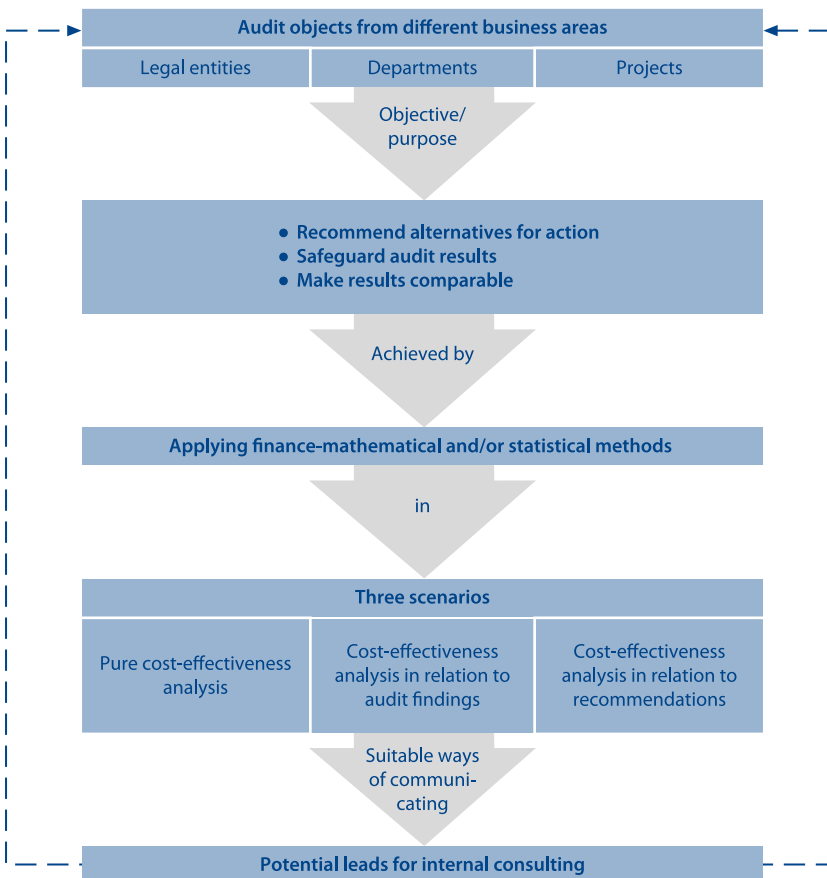 Audit objects from different business areas
Legal entities
Departments
Projects
Objective/
purpose
● Recommend alternatives for action
● Safeguard audit results
● Make results comparable
Achieved by
Applying finance-mathematical and/or statistical methods
in
Three scenarios
Pure cost-effectiveness
analysis
Cost-effectiveness
analysis in relation to
audit findings
Cost-effectiveness
analysis in relation to
recommendations
Suitable ways
of communi-
cating
Potential leads for internal consulting